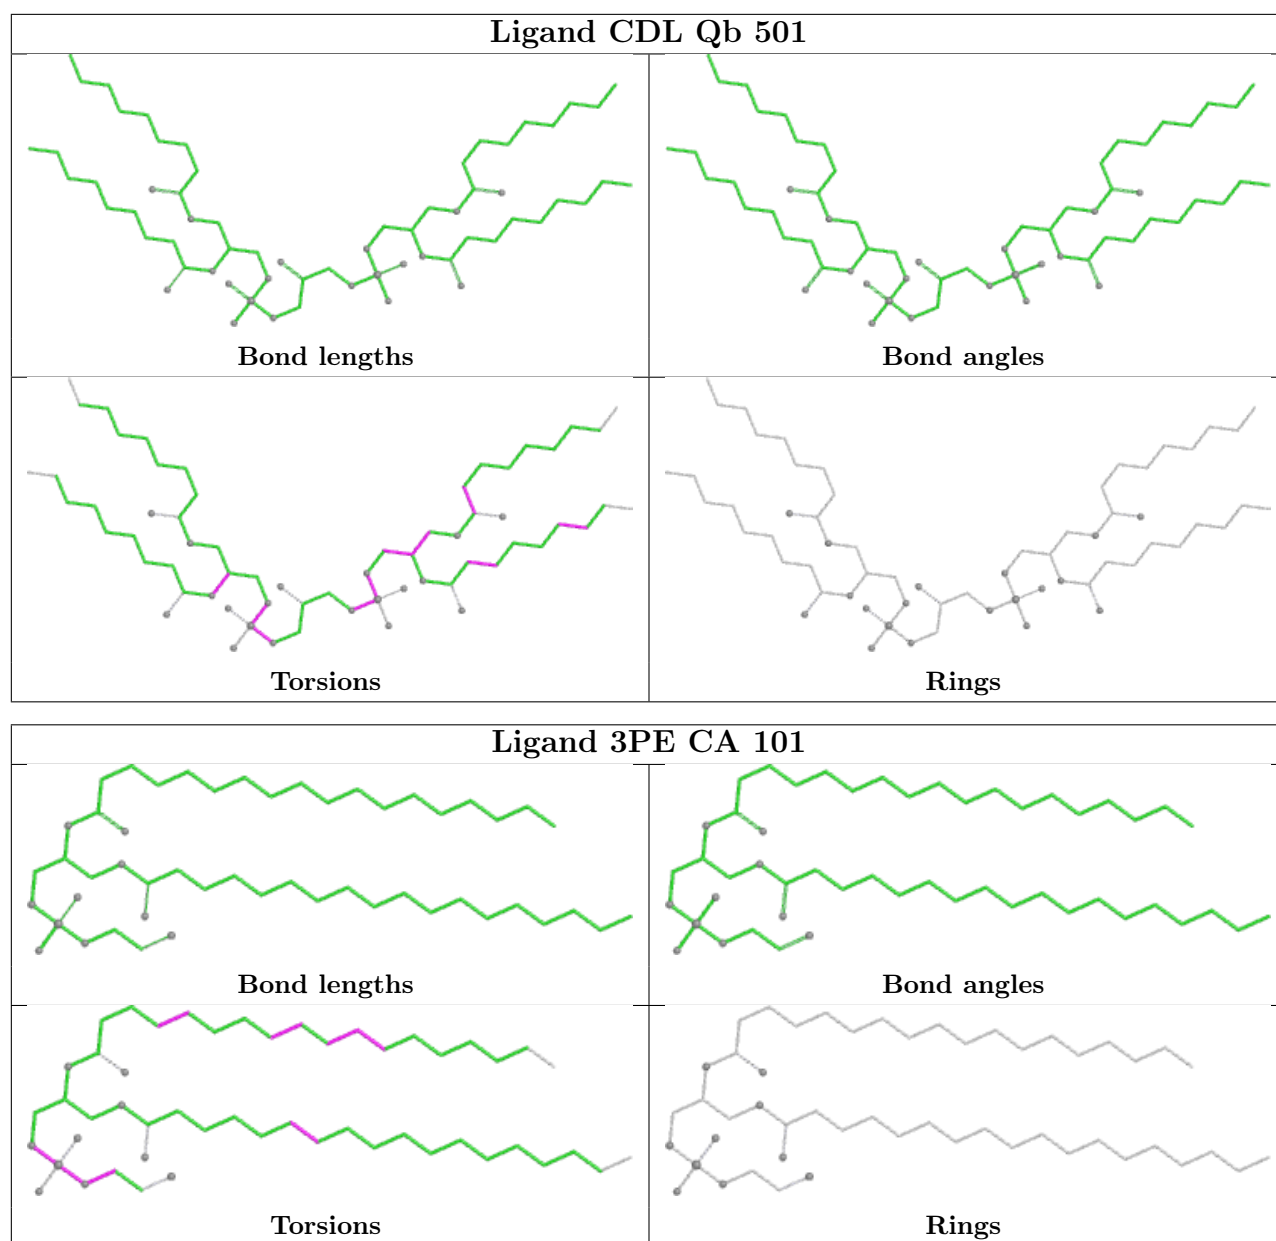 Ligand CDL Qb 501
Bond lengths
Bond angles
Torsions
Rings
Ligand 3PE CA 101
Bond lengths
Bond angles
Torsions
Rings